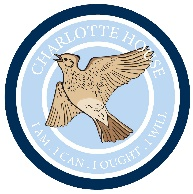 CHARLOTTE HOUSE
I AM . I CAN . I OUGHT . I WILL